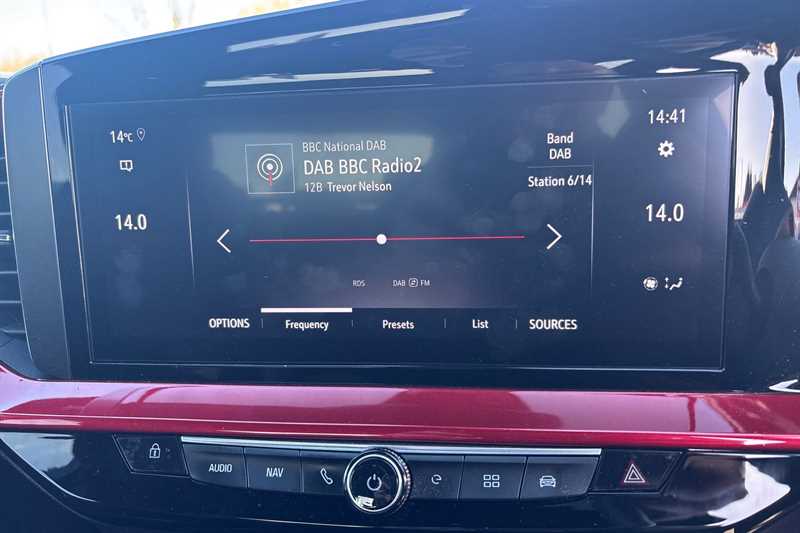 14°C
14.0
BBC National DAB
DAB BBC Radio2
12B Trevor Nelson
Band
DAB
Station 6/14
14:41
14.0
RDS
DAB FM
OPTIONS
Frequency
Presets
List
SOURCES
AUDIO
NAV